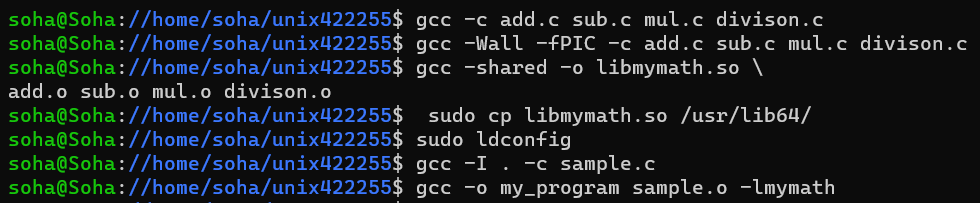 soha@Soha://home/soha/unix422255$ gcc -c add.c sub.c mul.c divison.c
soha@Soha://home/soha/unix422255$ gcc -Wall -fPIC -c add.c sub.c mul.c divison.c
soha@Soha://home/soha/unix422255$ gcc -shared -o libmymath.so \
add.o sub.o mul.o divison.o
soha@Soha://home/soha/unix422255$  sudo cp libmymath.so /usr/lib64/
soha@Soha://home/soha/unix422255$ sudo ldconfig
soha@Soha://home/soha/unix422255$ gcc -I . -c sample.c
soha@Soha://home/soha/unix422255$ gcc -o my_program sample.o -lmymath